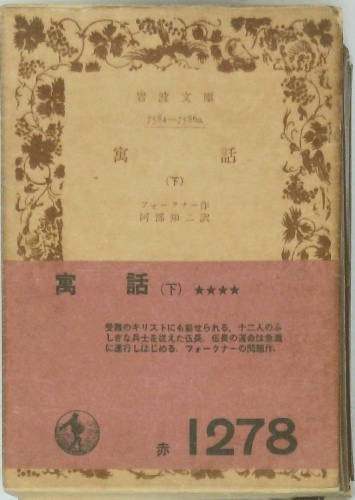 岩波文庫
7584—7586a
寓 話
(下)
フォークナー作
阿部知二訳
寓 話 (下) ★★★★
受難のキリストにも擬せられる、十二人のふ
しぎな兵士を従えた伍長。伍長の運命は急速
に進行しはじめる。フォークナーの問題作。
赤 1278